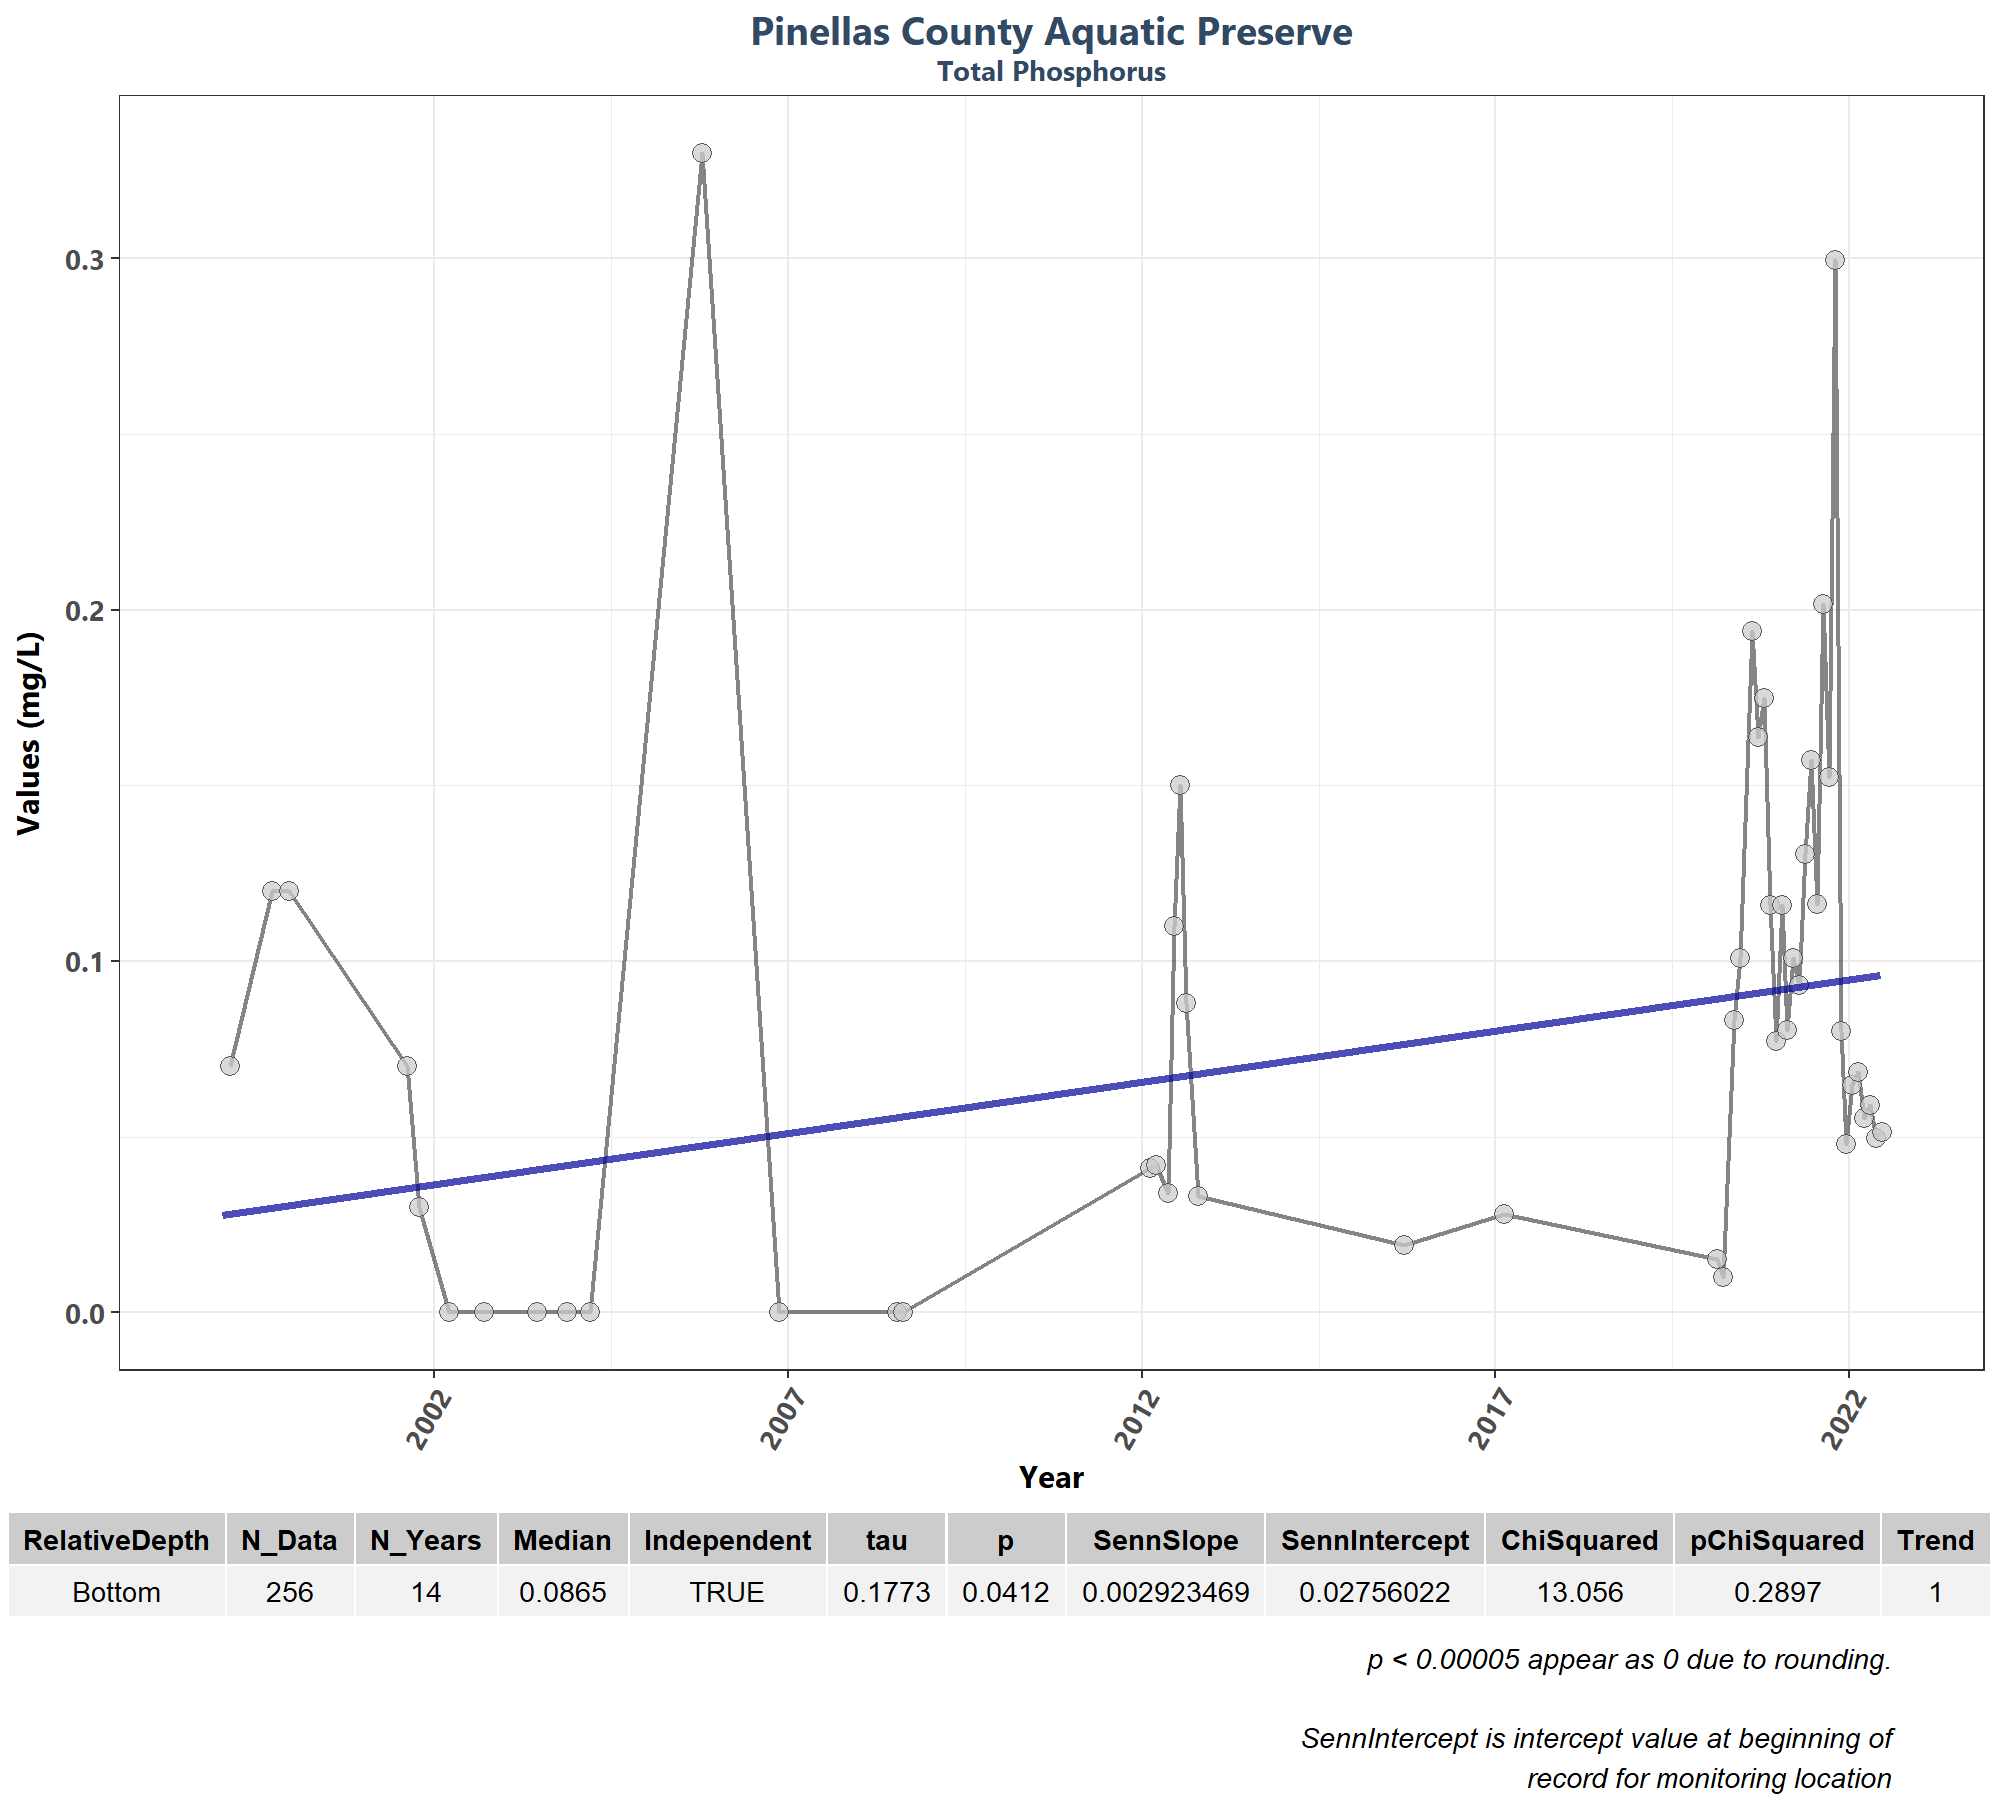 Pinellas County Aquatic Preserve
Total Phosphorus
Values (mg/L)
0.3
0.2
0.1
0.0
2002 2007 2012 2017 2022
Year
RelativeDepth N_Data N_Years Median Independent tau p SennSlope SennIntercept ChiSquared pChiSquared Trend
Bottom 256 14 0.0865 TRUE 0.1773 0.0412 0.002923469 0.02756022 13.056 0.2897 1
p < 0.00005 appear as 0 due to rounding.
SennIntercept is intercept value at beginning of
record for monitoring location